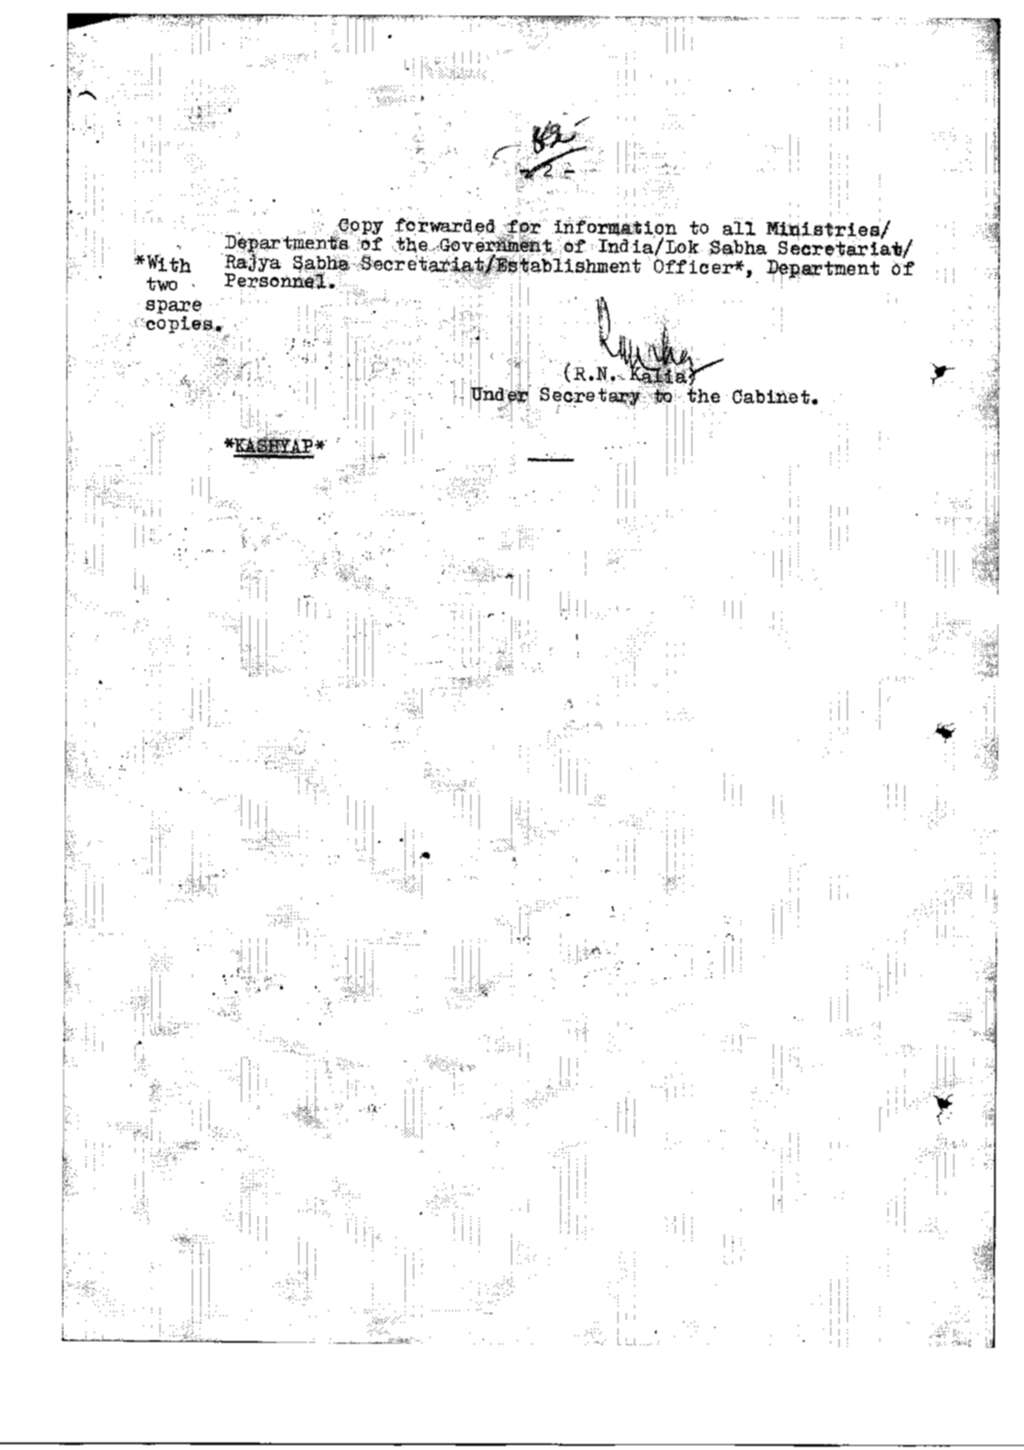 - 2 -
Copy forwarded for information to all Ministries/
Departments of the Government of India/Lok Sabha Secretariat/
Rajya Sabha Secretariat/Establishment Officer*, Department of
Personnel.
*With
two
spare
copies.
(R.N. Kalia)
Under Secretary to the Cabinet.
*KASHYAP*